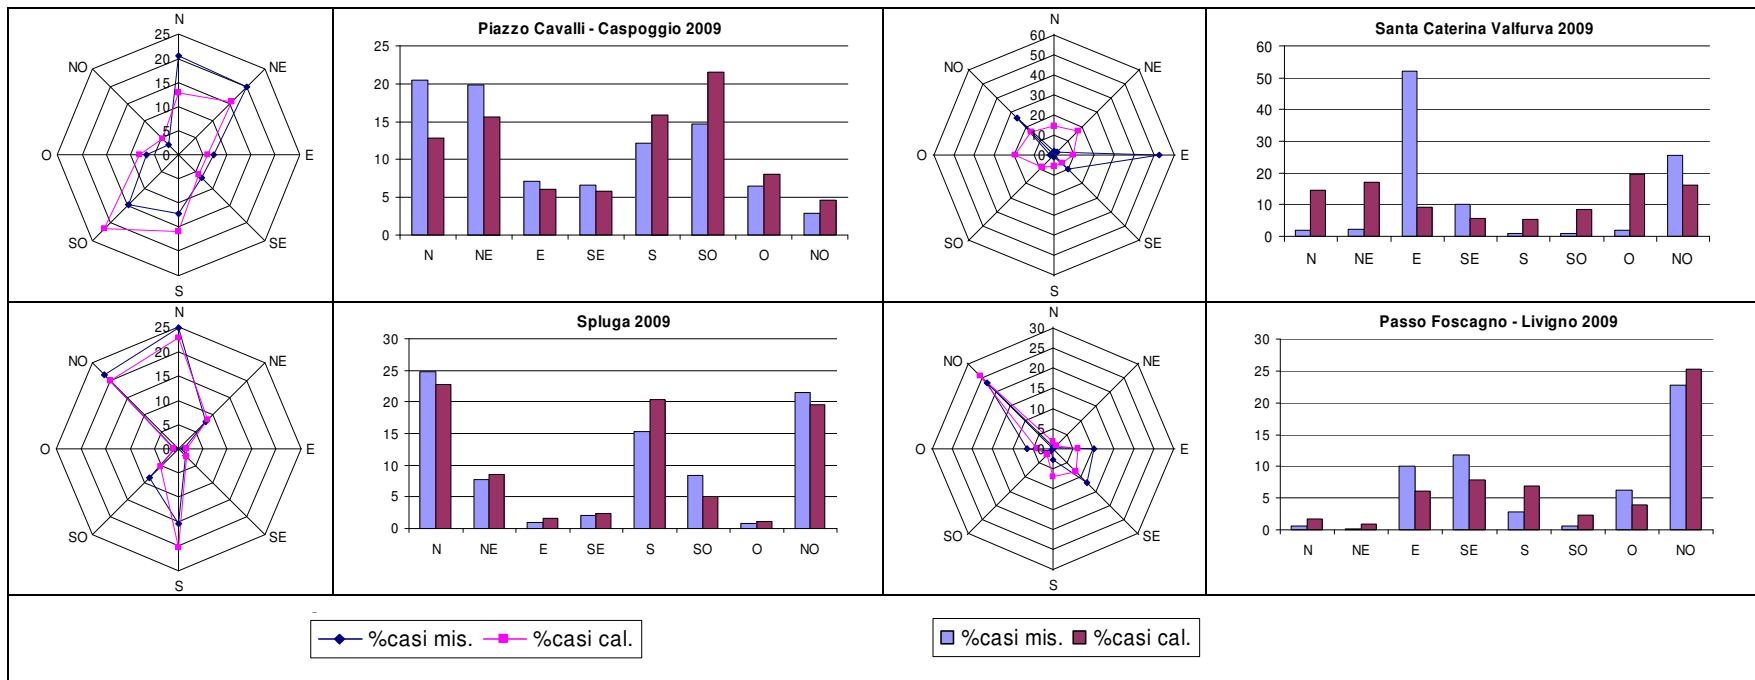 N
NE
E
SE
S
SO
O
NO
25
20
15
10
5
0
Piazzo Cavalli - Caspoggio 2009
25
20
15
10
5
0
N NE E SE S SO O NO
N
NE
E
SE
S
SO
O
NO
60
50
40
30
20
10
0
Santa Caterina Valfurva 2009
60
50
40
30
20
10
0
N NE E SE S SO O NO
N
NE
E
SE
S
SO
O
NO
25
20
15
10
5
0
Spluga 2009
30
25
20
15
10
5
0
N NE E SE S SO O NO
N
NE
E
SE
S
SO
O
NO
30
25
20
15
10
5
0
Passo Foscagno - Livigno 2009
30
25
20
15
10
5
0
N NE E SE S SO O NO
%casi mis. %casi cal.
%casi mis. %casi cal.